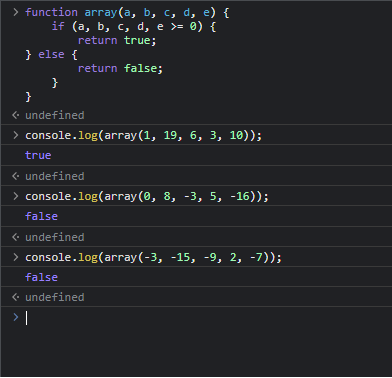 function array(a, b, c, d, e) {
    if (a, b, c, d, e >= 0) {
        return true;
} else {
        return false;
    }
}
undefined
console.log(array(1, 19, 6, 3, 10));
true
undefined
console.log(array(0, 8, -3, 5, -16));
false
undefined
console.log(array(-3, -15, -9, 2, -7));
false
undefined